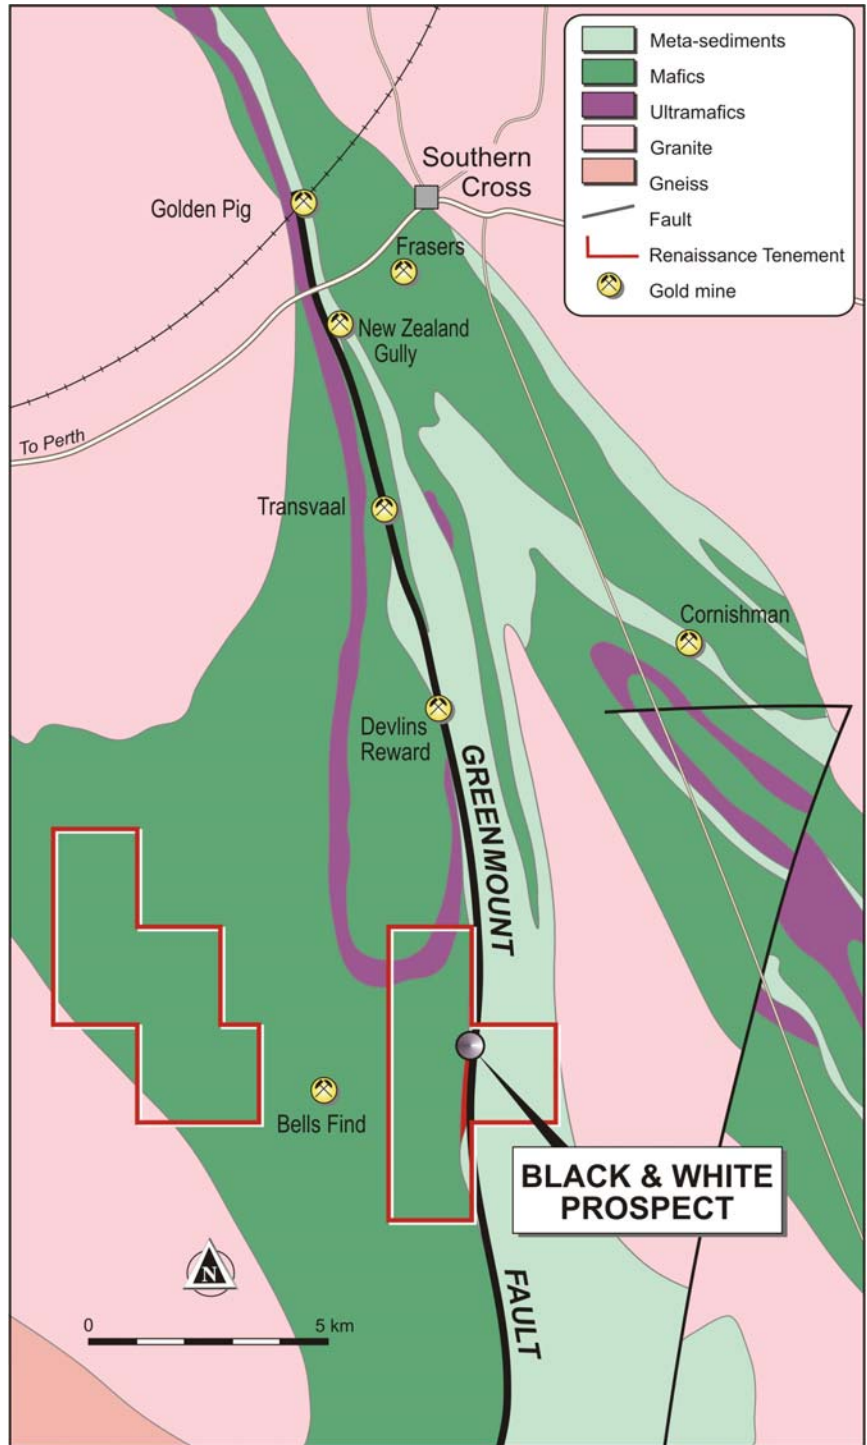 Meta-sediments
Mafics
Ultramafics
Granite
Gneiss
Fault
Renaissance Tenement
Gold mine
Southern
Cross
Golden Pig
Frasers
New Zealand
Gully
To Perth
Transvaal
Cornishman
Devlins
Reward
GREENMOUNT
Bells Find
BLACK & WHITE
PROSPECT
N
FAULT
0
5 km